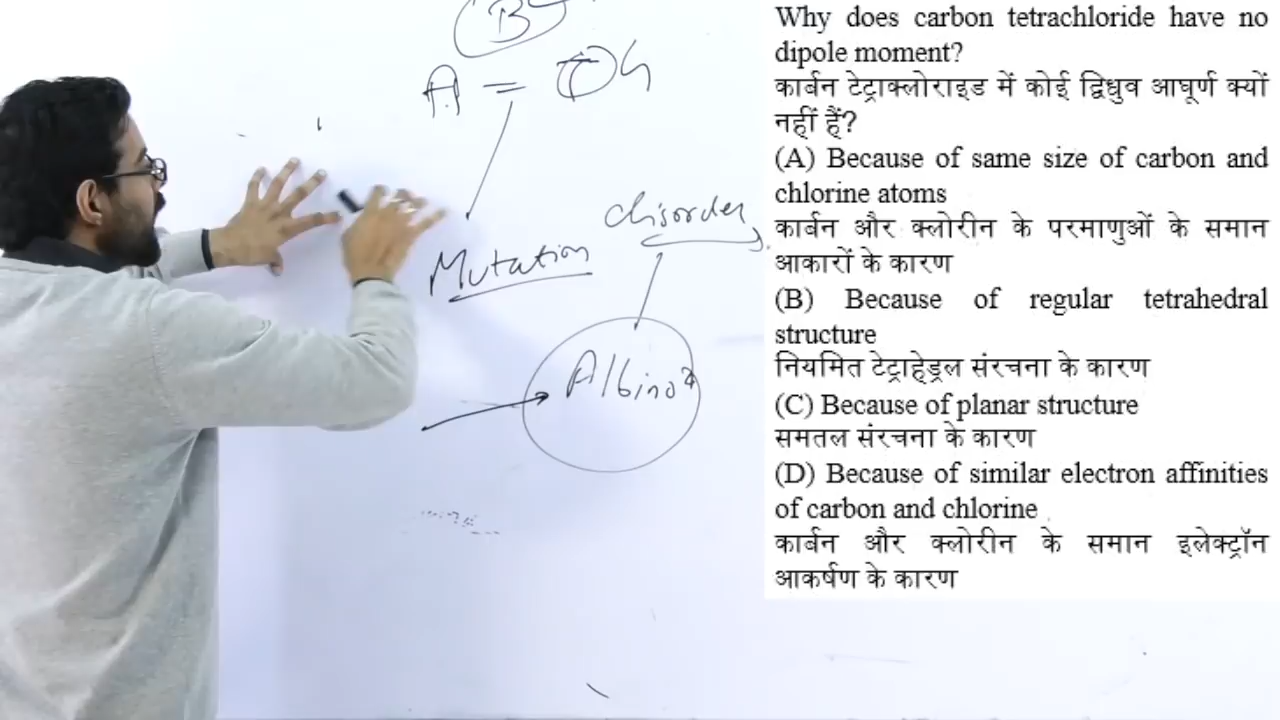 B
A =
Mutation
disorder
Albino
Why does carbon tetrachloride have no
dipole moment?
कार्बन टेट्राक्लोराइड में कोई द्विधुव आघूर्ण क्यों
नहीं हैं?
(A) Because of same size of carbon and
chlorine atoms
कार्बन और क्लोरीन के परमाणुओं के समान
आकारों के कारण
(B) Because of regular tetrahedral
structure
नियमित टेट्राहेड्रल संरचना के कारण
(C) Because of planar structure
समतल संरचना के कारण
(D) Because of similar electron affinities
of carbon and chlorine
कार्बन और क्लोरीन के समान इलेक्ट्रॉन
आकर्षण के कारण